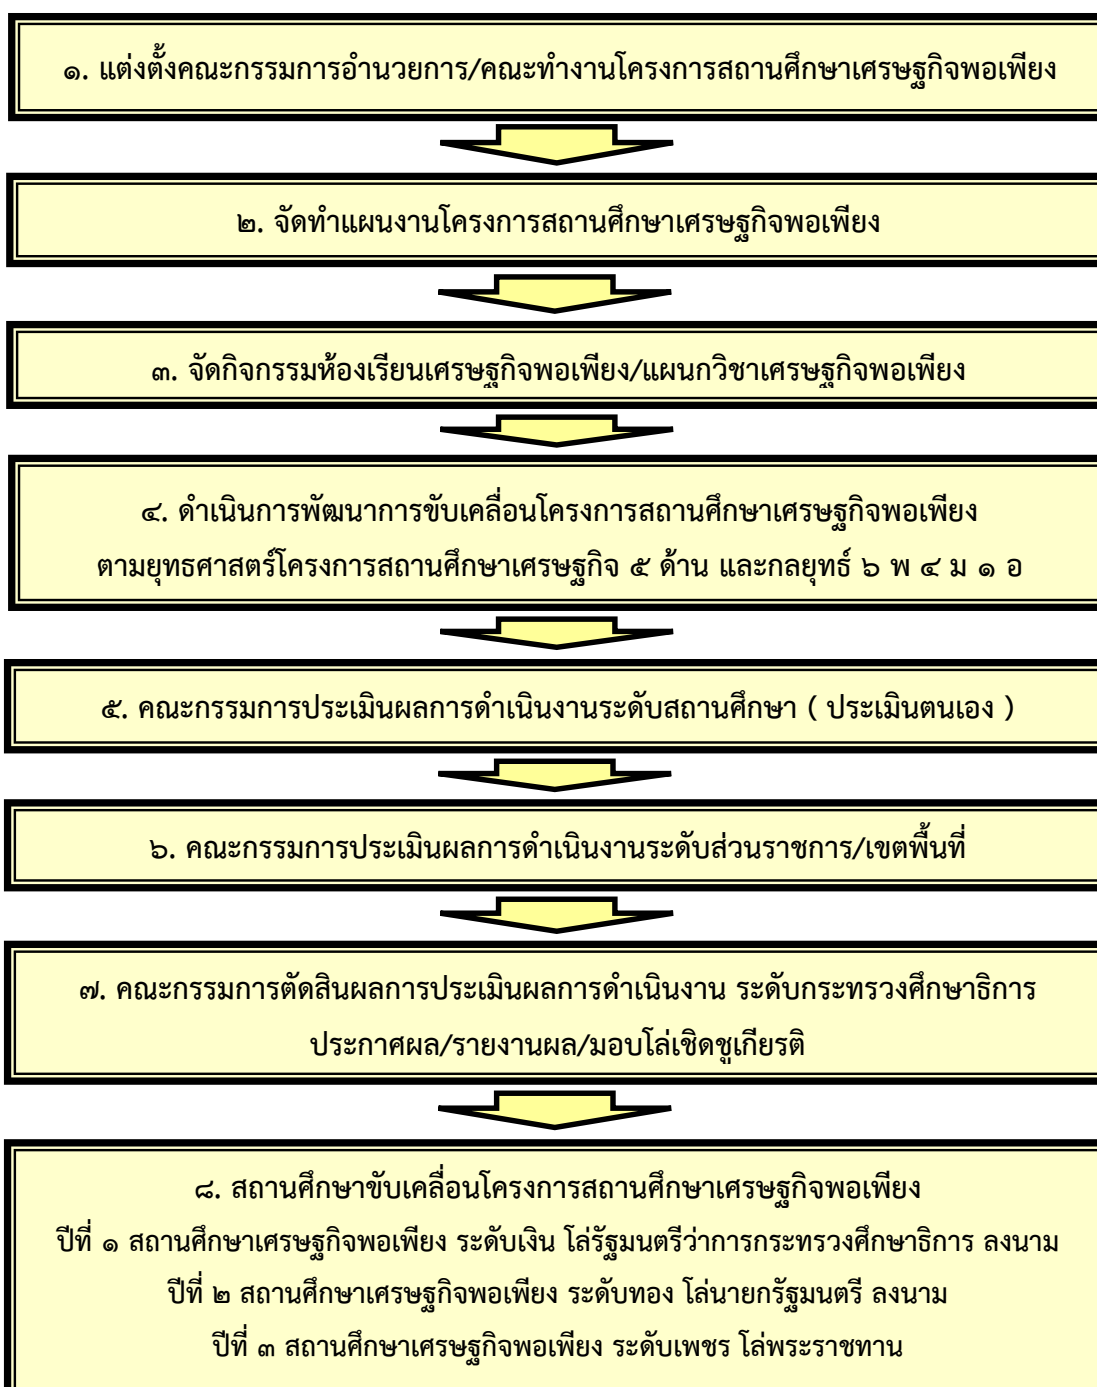 ๑. แต่งตั้งคณะกรรมการอำนวยการ/คณะทำงานโครงการสถานศึกษาเศรษฐกิจพอเพียง
๒. จัดทำแผนงานโครงการสถานศึกษาเศรษฐกิจพอเพียง
๓. จัดกิจกรรมห้องเรียนเศรษฐกิจพอเพียง/แผนกวิชาเศรษฐกิจพอเพียง
๔. ดำเนินการพัฒนาการขับเคลื่อนโครงการสถานศึกษาเศรษฐกิจพอเพียง
ตามยุทธศาสตร์โครงการสถานศึกษาเศรษฐกิจ ๕ ด้าน และกลยุทธ์ ๖ พ ๔ ม ๑ อ
๕. คณะกรรมการประเมินผลการดำเนินงานระดับสถานศึกษา ( ประเมินตนเอง )
๖. คณะกรรมการประเมินผลการดำเนินงานระดับส่วนราชการ/เขตพื้นที่
๗. คณะกรรมการตัดสินผลการประเมินผลการดำเนินงาน ระดับกระทรวงศึกษาธิการ
ประกาศผล/รายงานผล/มอบโล่เชิดชูเกียรติ
๘. สถานศึกษาขับเคลื่อนโครงการสถานศึกษาเศรษฐกิจพอเพียง
ปีที่ ๑ สถานศึกษาเศรษฐกิจพอเพียง ระดับเงิน โล่รัฐมนตรีว่าการกระทรวงศึกษาธิการ ลงนาม
ปีที่ ๒ สถานศึกษาเศรษฐกิจพอเพียง ระดับทอง โล่นายกรัฐมนตรี ลงนาม
ปีที่ ๓ สถานศึกษาเศรษฐกิจพอเพียง ระดับเพชร โล่พระราชทาน